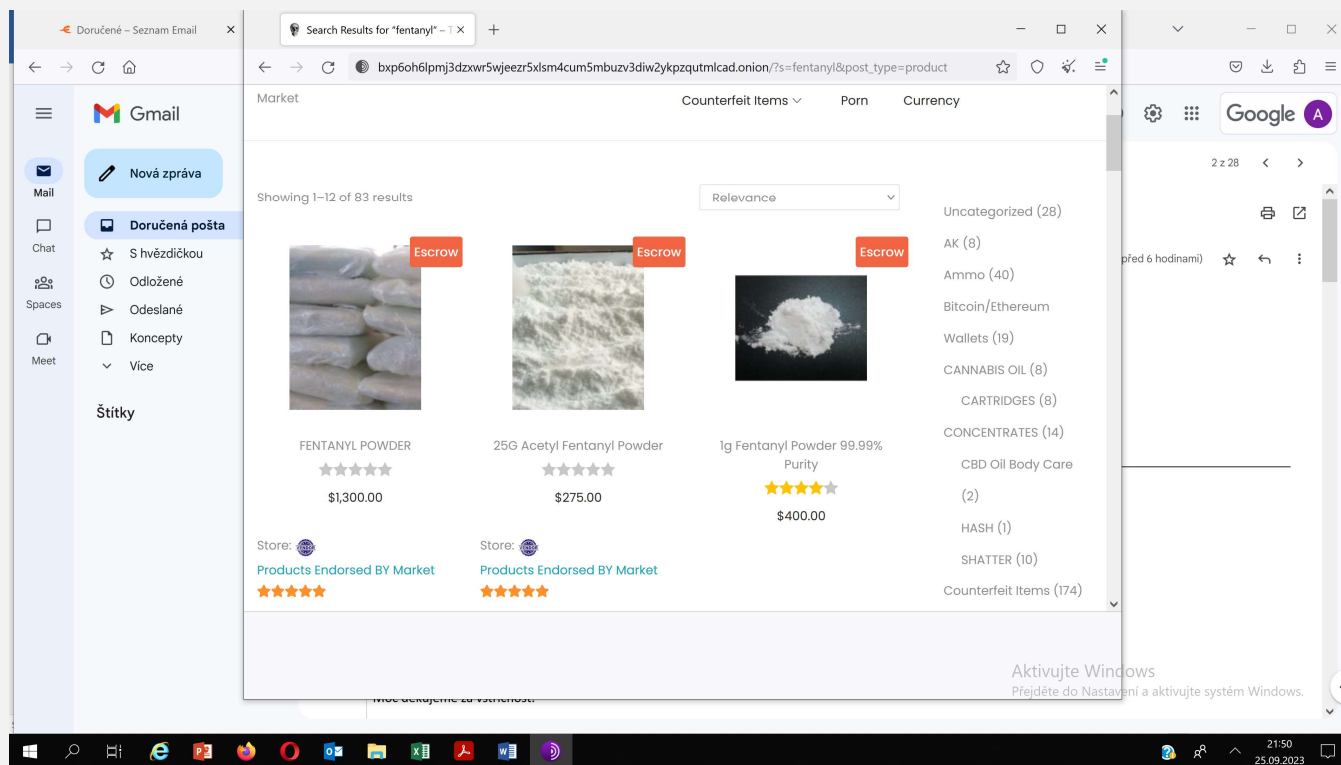 Doručené – Seznam Email
Search Results for “fentanyl” – T
bxp6oh6lpmj3dzxwr5wjeezr5xlsm4cum5mbuzv3diw2ykpzqutmlcad.onion/?s=fentanyl&post_type=product
Gmail
Google A
Market
Counterfeit Items Porn Currency
Mail
Chat
Spaces
Meet
Nová zpráva
Doručená pošta
S hvězdičkou
Odložené
Odeslané
Koncepty
Více
Štítky
2 z 28
před 6 hodinami)
Showing 1–12 of 83 results
Relevance
Escrow
FENTANYL POWDER
$1,300.00
Store: VENDOR
Products Endorsed BY Market
Escrow
25G Acetyl Fentanyl Powder
$275.00
Store: VENDOR
Products Endorsed BY Market
Escrow
1g Fentanyl Powder 99.99%
Purity
$400.00
Uncategorized (28)
AK (8)
Ammo (40)
Bitcoin/Ethereum
Wallets (19)
CANNABIS OIL (8)
CARTRIDGES (8)
CONCENTRATES (14)
CBD Oil Body Care
(2)
HASH (1)
SHATTER (10)
Counterfeit Items (174)
Aktivujte Windows
Přejděte do Nastavení a aktivujte systém Windows.
21:50
25.09.2023